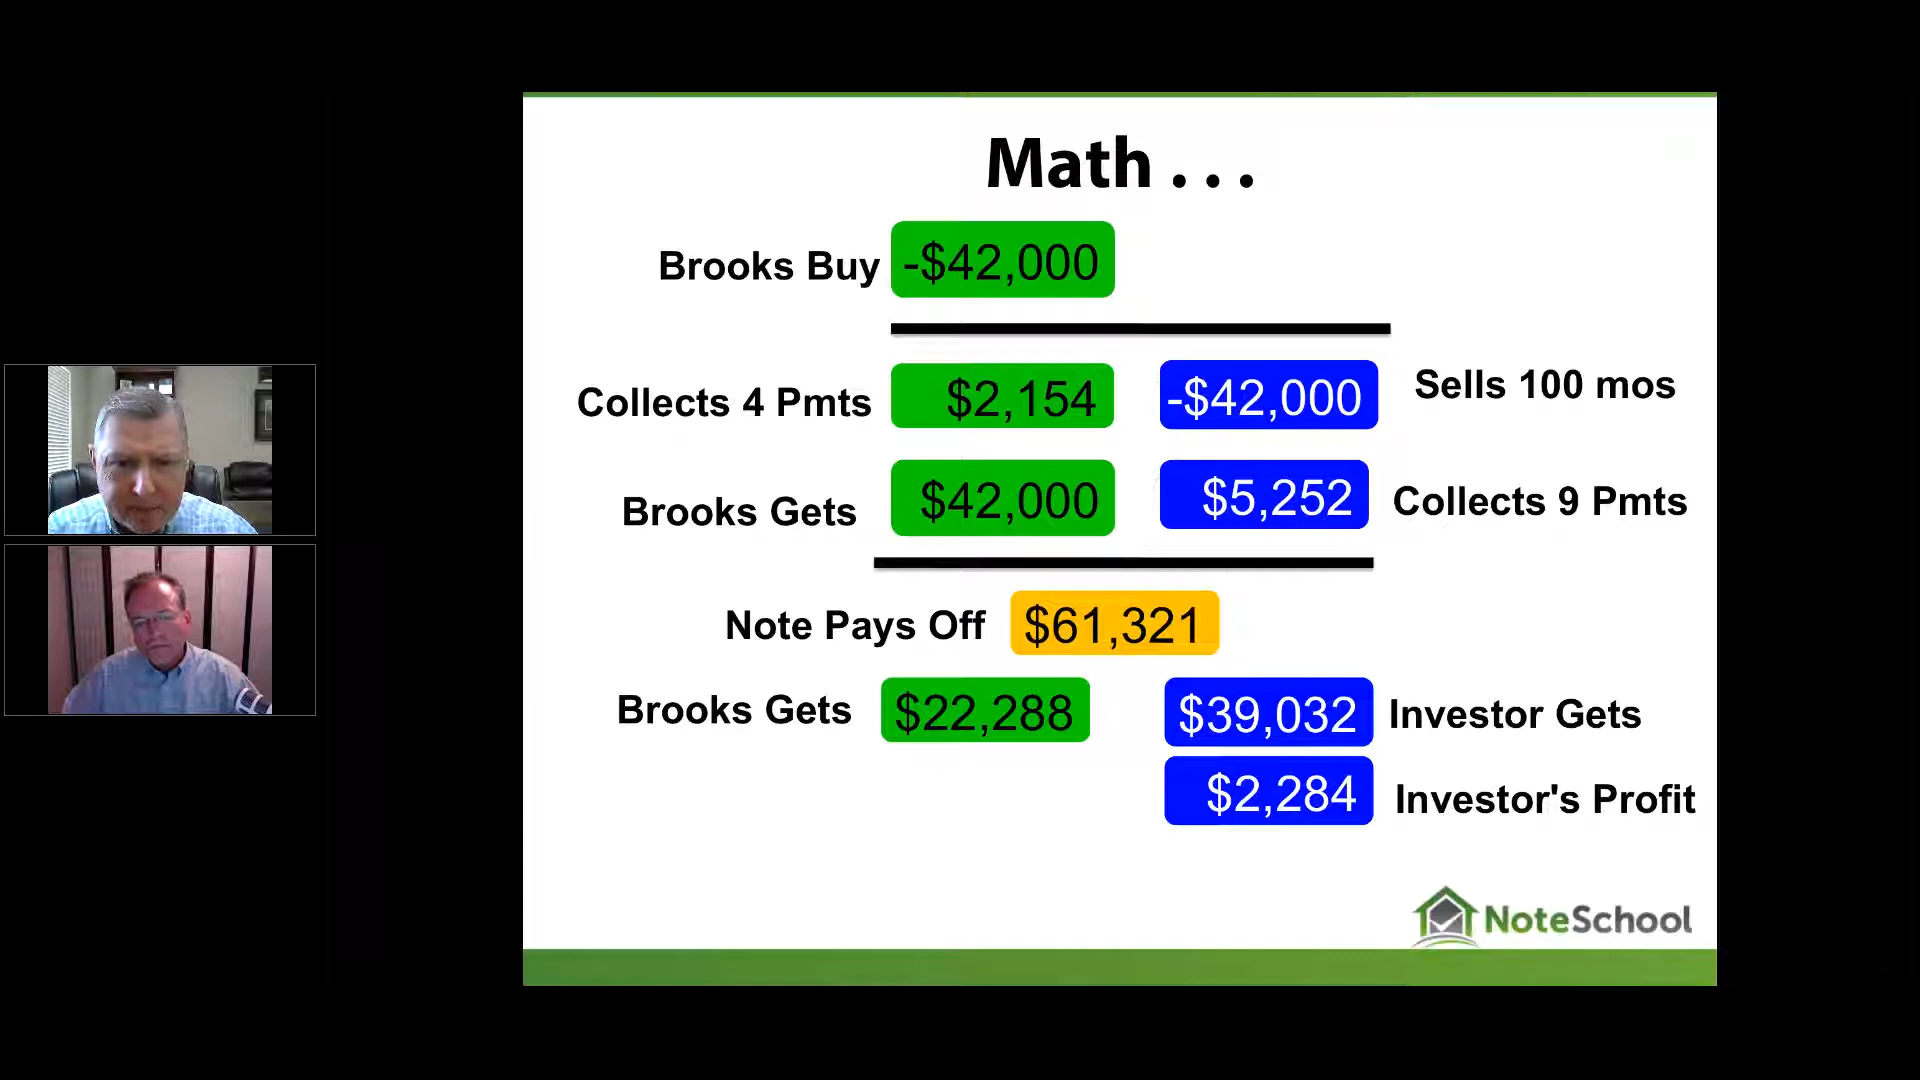 Math . . .
Brooks Buy -$42,000
Collects 4 Pmts $2,154 -$42,000 Sells 100 mos
Brooks Gets $42,000 $5,252 Collects 9 Pmts
Note Pays Off $61,321
Brooks Gets $22,288 $39,032 Investor Gets
$2,284 Investor's Profit
NoteSchool